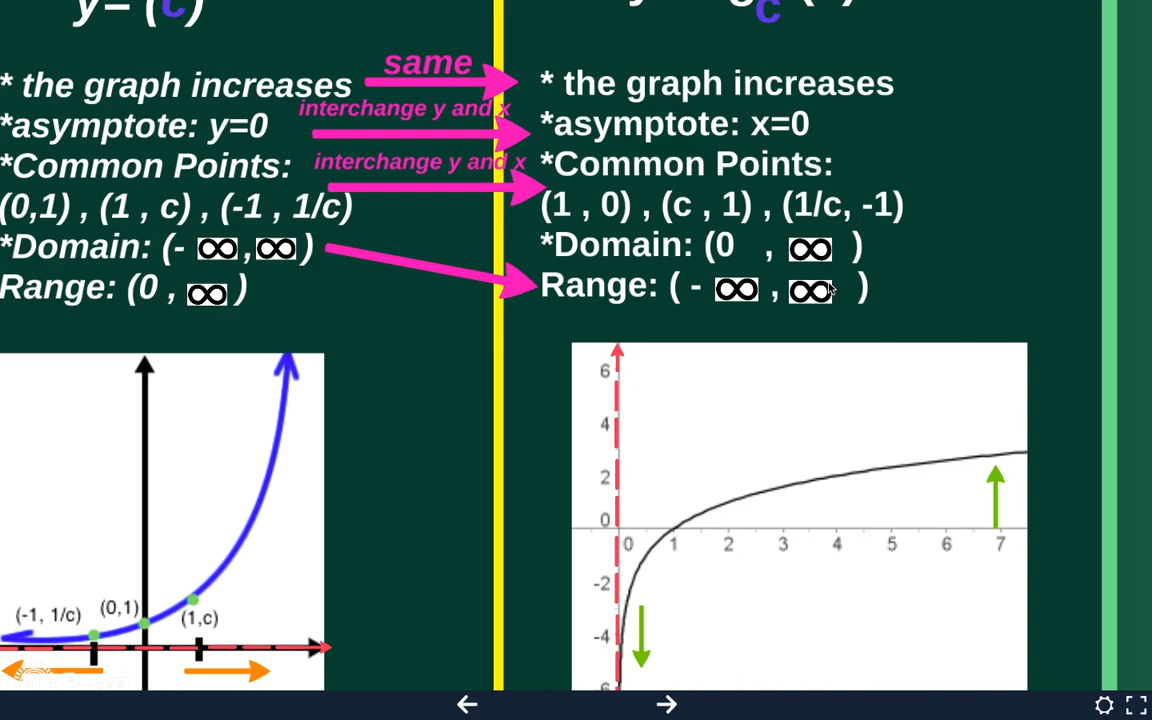 y= (c)
c
* the graph increases
same
* the graph increases
interchange y and x
*asymptote: y=0
*asymptote: x=0
interchange y and x
*Common Points:
*Common Points:
(0,1) , (1 , c) , (-1 , 1/c)
(1 , 0) , (c , 1) , (1/c, -1)
*Domain: (- ∞,∞ )
*Domain: (0 , ∞ )
Range: (0 , ∞ )
Range: ( - ∞ , ∞ )
(-1, 1/c)
(0,1)
(1,c)
6
4
2
0
-2
-4
-6
0 1 2 3 4 5 6 7